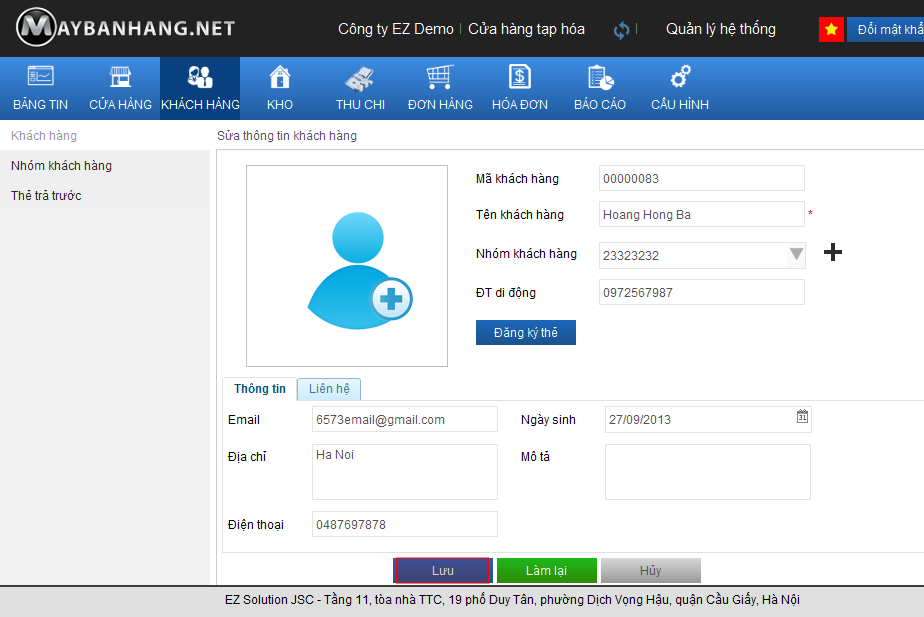 MAYBANHANG.NET
Công ty EZ Demo | Cửa hàng tạp hóa | Quản lý hệ thống Đổi mật khẩ
BẢNG TIN CỬA HÀNG KHÁCH HÀNG KHO THU CHI ĐƠN HÀNG HÓA ĐƠN BÁO CÁO CẤU HÌNH
Khách hàng
Nhóm khách hàng
Thẻ trả trước
Sửa thông tin khách hàng
Mã khách hàng 00000083
Tên khách hàng Hoang Hong Ba *
Nhóm khách hàng 23323232
ĐT di động 0972567987
Đăng ký thẻ
Thông tin Liên hệ
Email 6573email@gmail.com Ngày sinh 27/09/2013 31
Địa chỉ Ha Noi Mô tả
Điện thoại 0487697878
Lưu Làm lại Hủy
EZ Solution JSC - Tầng 11, tòa nhà TTC, 19 phố Duy Tân, phường Dịch Vọng Hậu, quận Cầu Giấy, Hà Nội